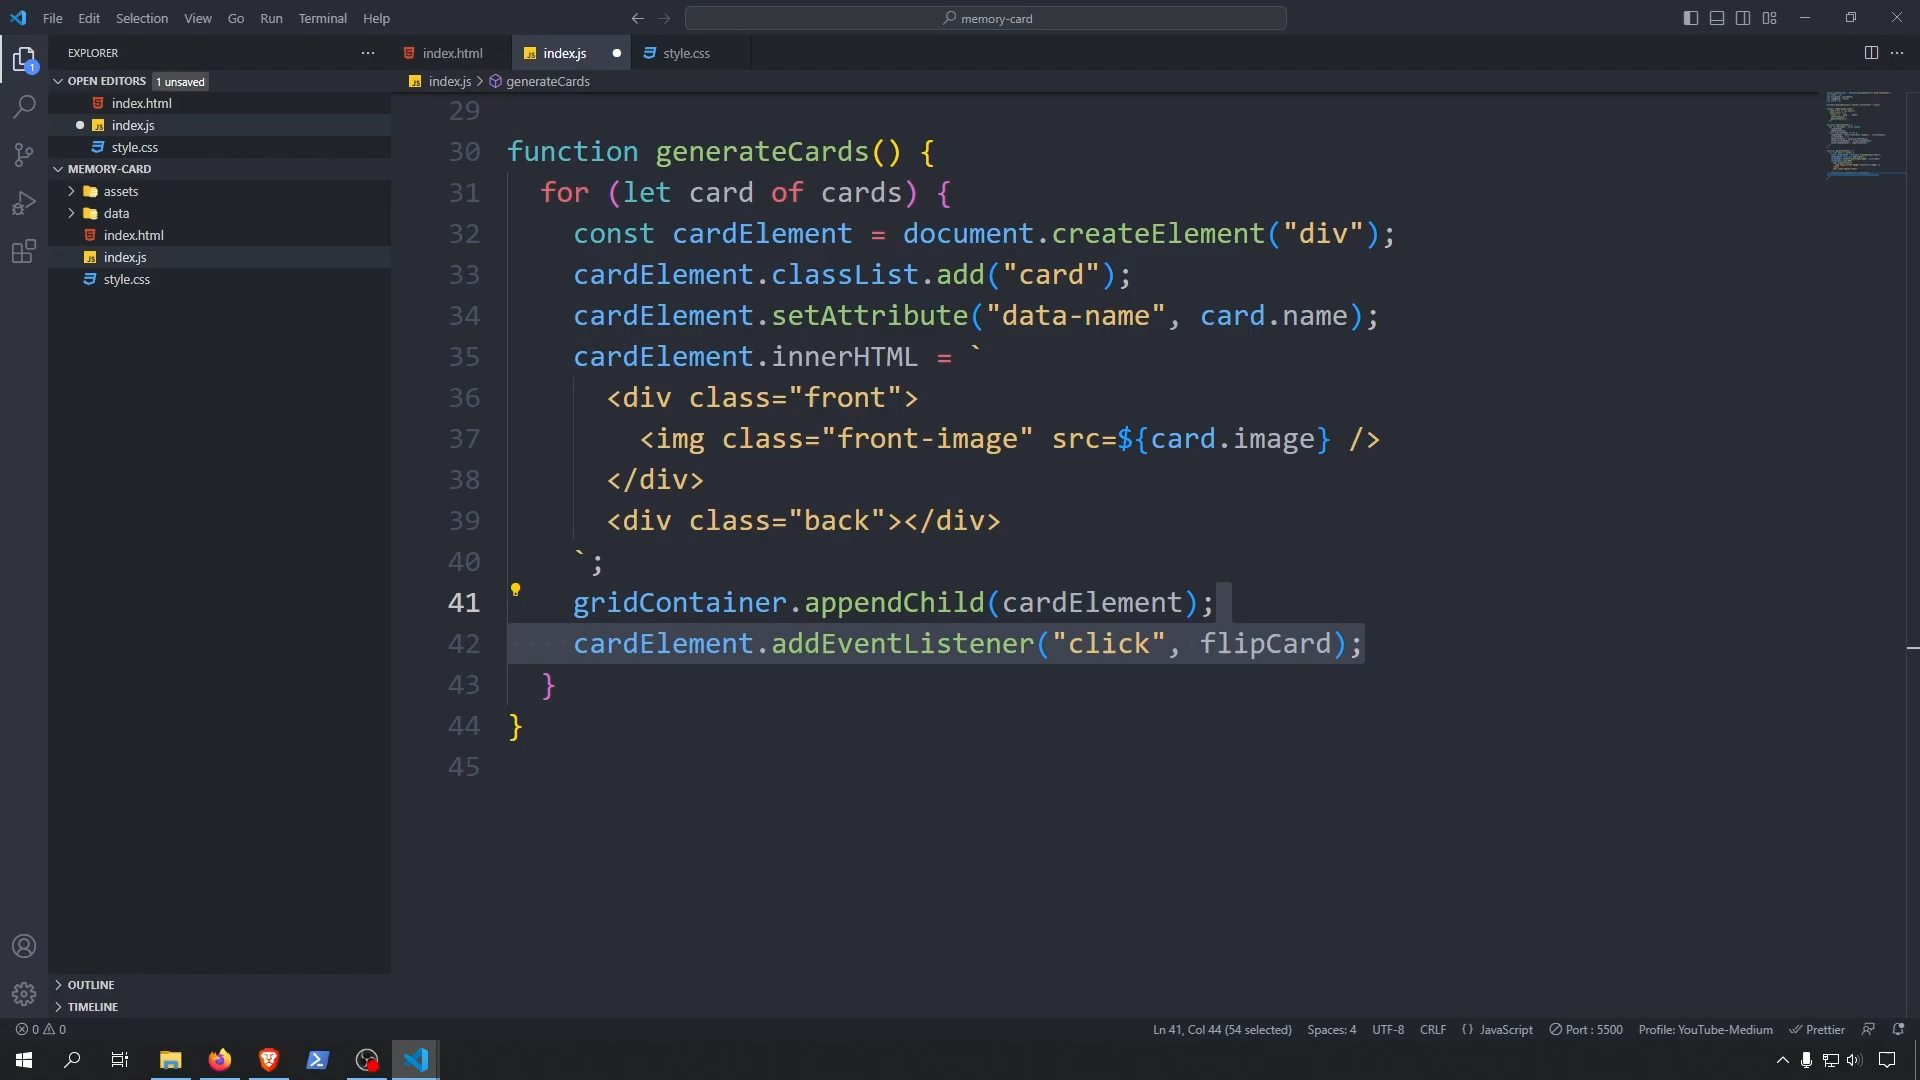 File Edit Selection View Go Run Terminal Help
memory-card
EXPLORER
OPEN EDITORS 1 unsaved
index.html
index.js
style.css
MEMORY-CARD
assets
data
index.html
index.js
style.css
OUTLINE
TIMELINE
index.html index.js style.css
index.js > generateCards
29
30 function generateCards() {
31 for (let card of cards) {
32 const cardElement = document.createElement("div");
33 cardElement.classList.add("card");
34 cardElement.setAttribute("data-name", card.name);
35 cardElement.innerHTML = `
36 <div class="front">
37 <img class="front-image" src=${card.image} />
38 </div>
39 <div class="back"></div>
40 `;
41 gridContainer.appendChild(cardElement);
42 cardElement.addEventListener("click", flipCard);
43 }
44 }
45
0 0 Ln 41, Col 44 (54 selected) Spaces: 4 UTF-8 CRLF {} JavaScript Port : 5500 Profile: YouTube-Medium Prettier